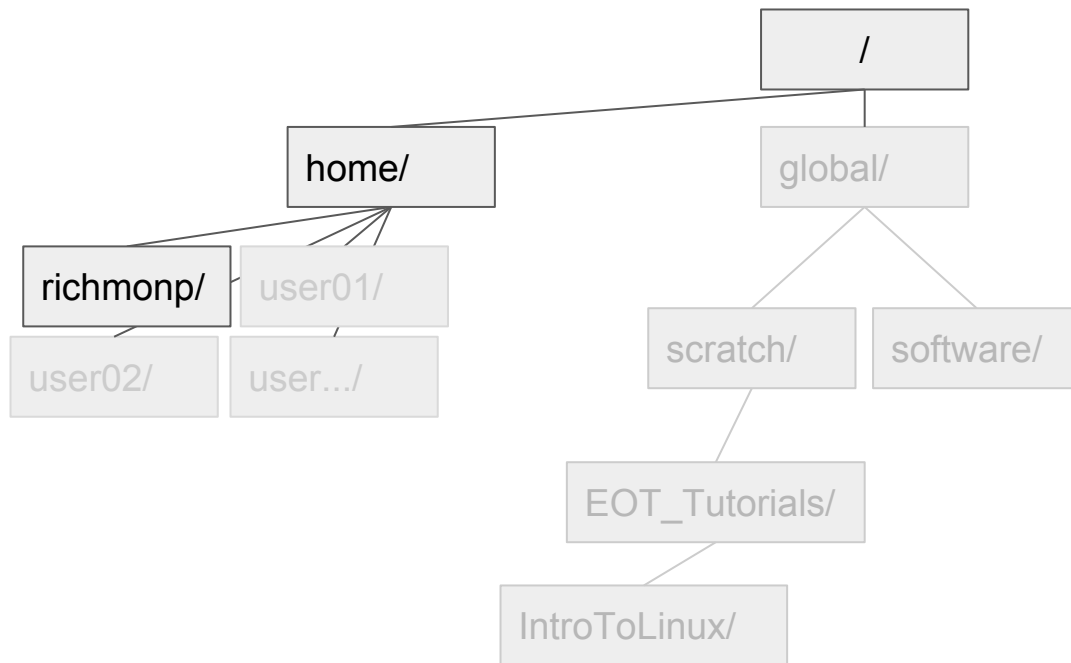 /
home/
global/
richmonp/
user01/
user02/
user.../
scratch/
software/
EOT_Tutorials/
IntroToLinux/